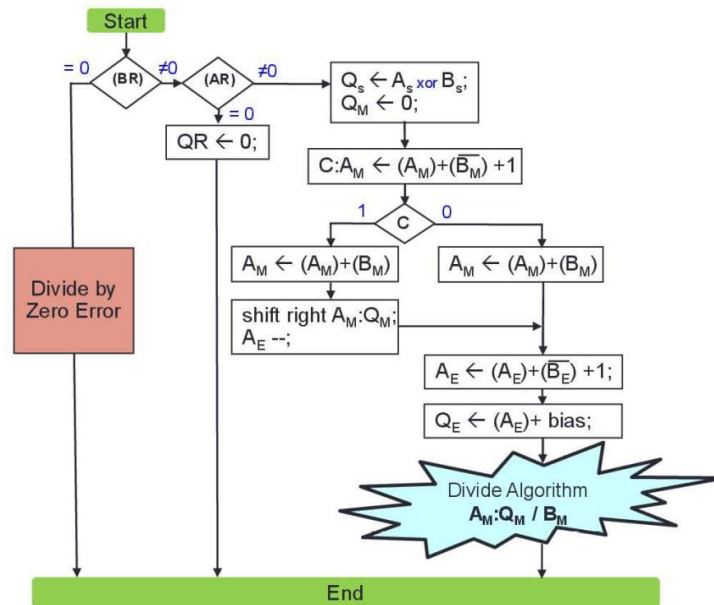 Start
= 0
(BR)
≠0
(AR)
≠0
= 0
QR ← 0;
Qs ← As xor Bs;
QM ← 0;
C:AM ← (AM)+(B̅M̅) +1
1
C
0
AM ← (AM)+(BM)
AM ← (AM)+(BM)
Divide by
Zero Error
shift right AM:QM;
AE --;
AE ← (AE)+(B̅E̅) +1;
QE ← (AE)+ bias;
Divide Algorithm
AM:QM / BM
End